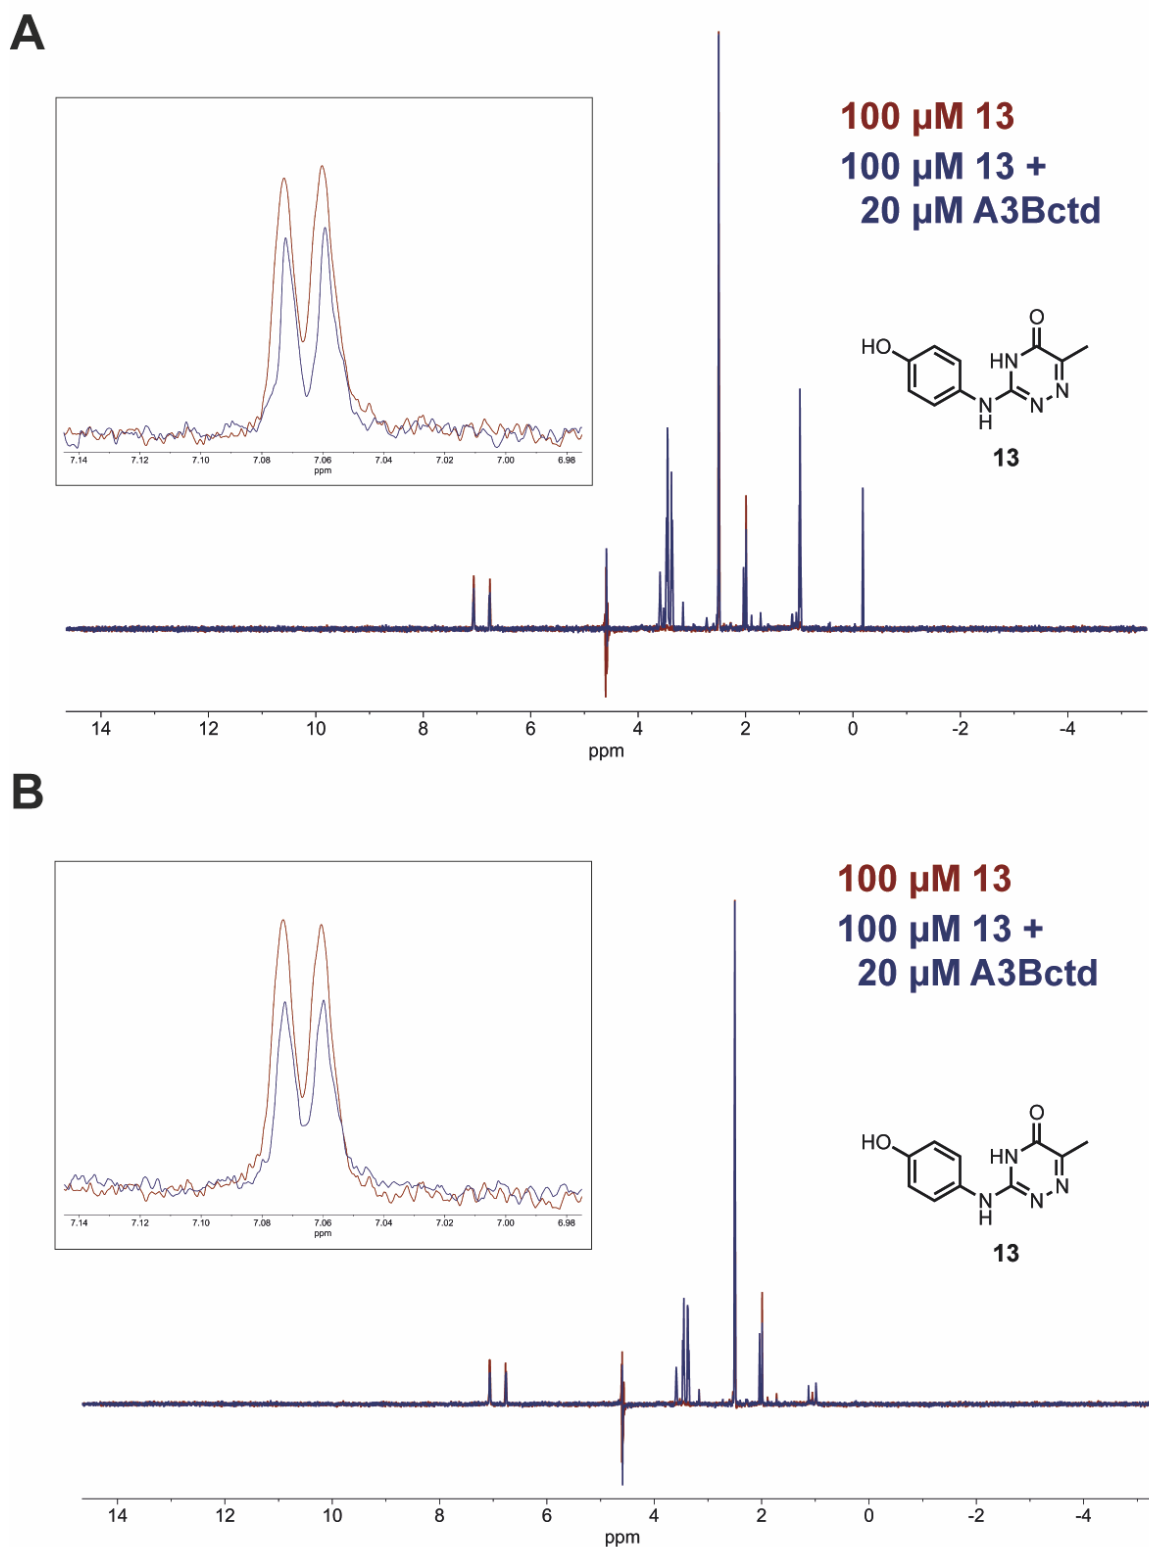 A
100 µM 13
100 µM 13 +
20 µM A3Bctd
O
HO
HN
N
H
N
N
13
7.14 7.12 7.10 7.08 7.06 7.04 7.02 7.00 6.98
ppm
14 12 10 8 6 4 2 0 -2 -4
ppm
B
100 µM 13
100 µM 13 +
20 µM A3Bctd
O
HO
HN
N
H
N
N
13
7.14 7.12 7.10 7.08 7.06 7.04 7.02 7.00 6.98
ppm
14 12 10 8 6 4 2 0 -2 -4
ppm